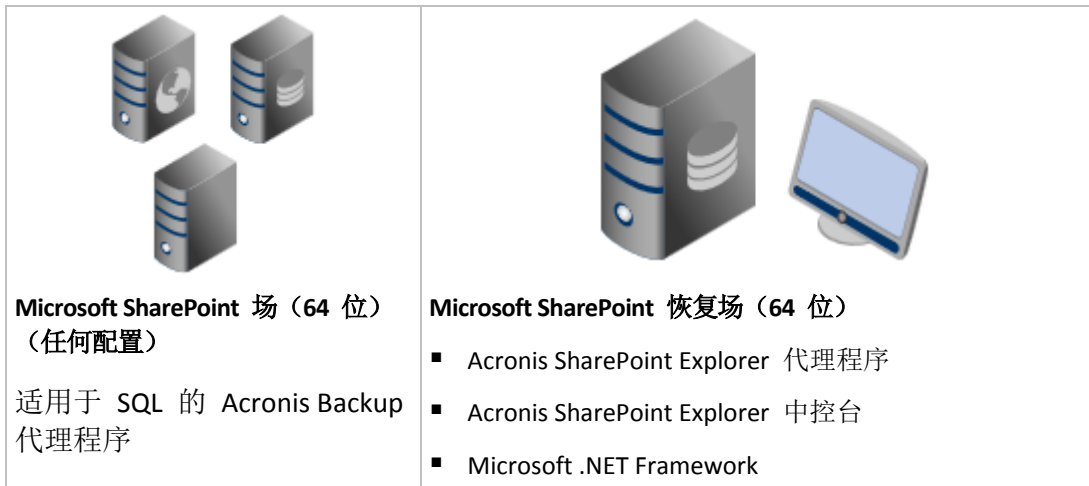 Microsoft SharePoint 场（64 位）
（任何配置）
适用于 SQL 的 Acronis Backup
代理程序
Microsoft SharePoint 恢复场（64 位）
■ Acronis SharePoint Explorer 代理程序
■ Acronis SharePoint Explorer 中控台
■ Microsoft .NET Framework